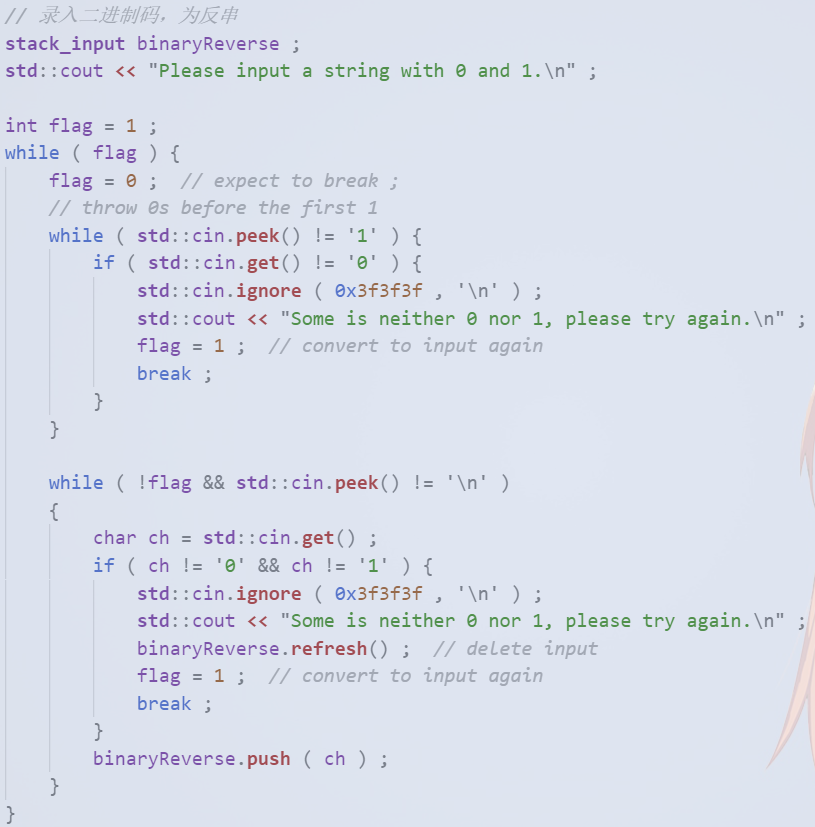 // 录入二进制码，为反串
stack_input binaryReverse ;
std::cout << "Please input a string with 0 and 1.\n" ;

int flag = 1 ;
while ( flag ) {
    flag = 0 ;  // expect to break ;
    // throw 0s before the first 1
    while ( std::cin.peek() != '1' ) {
        if ( std::cin.get() != '0' ) {
            std::cin.ignore ( 0x3f3f3f , '\n' ) ;
            std::cout << "Some is neither 0 nor 1, please try again.\n" ;
            flag = 1 ;  // convert to input again
            break ;
        }
    }

    while ( !flag && std::cin.peek() != '\n' )
    {
        char ch = std::cin.get() ;
        if ( ch != '0' && ch != '1' ) {
            std::cin.ignore ( 0x3f3f3f , '\n' ) ;
            std::cout << "Some is neither 0 nor 1, please try again.\n" ;
            binaryReverse.refresh() ;  // delete input
            flag = 1 ;  // convert to input again
            break ;
        }
        binaryReverse.push ( ch ) ;
    }
}